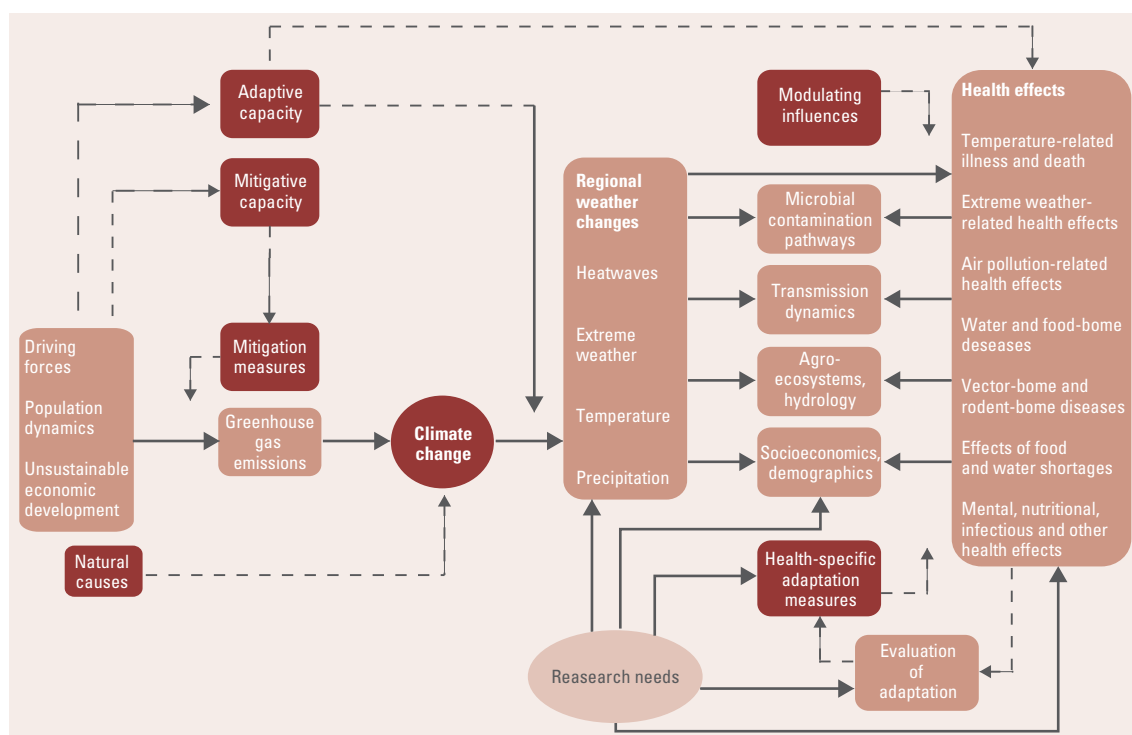 Adaptive
capacity
Mitigative
capacity
Mitigation
measures
Driving
forces
Population
dynamics
Unsustainable
economic
development
Greenhouse
gas
emissions
Natural
causes
Climate
change
Regional
weather
changes
Heatwaves
Extreme
weather
Temperature
Precipitation
Modulating
influences
Microbial
contamination
pathways
Transmission
dynamics
Agro-
ecosystems,
hydrology
Socioeconomics,
demographics
Health-specific
adaptation
measures
Evaluation
of
adaptation
Reasearch needs
Health effects
Temperature-related
illness and death
Extreme weather-
related health effects
Air pollution-related
health effects
Water and food-bome
deseases
Vector-bome and
rodent-bome diseases
Effects of food
and water shortages
Mental, nutritional,
infectious and other
health effects